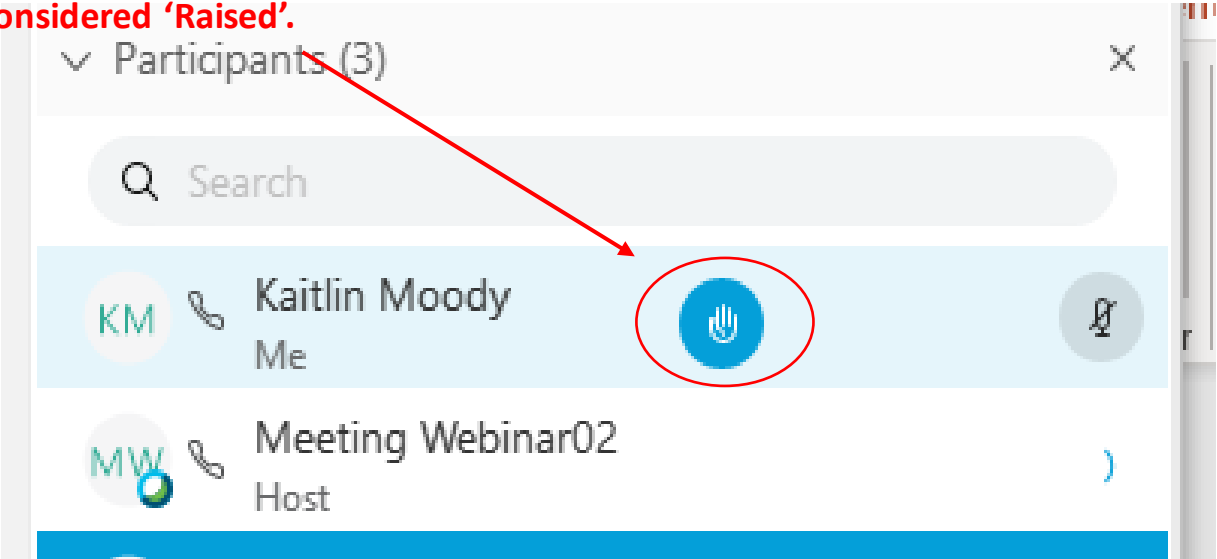 onsidered ‘Raised’.
Participants (3)
Search
KM
Kaitlin Moody
Me
MW
Meeting Webinar02
Host
r